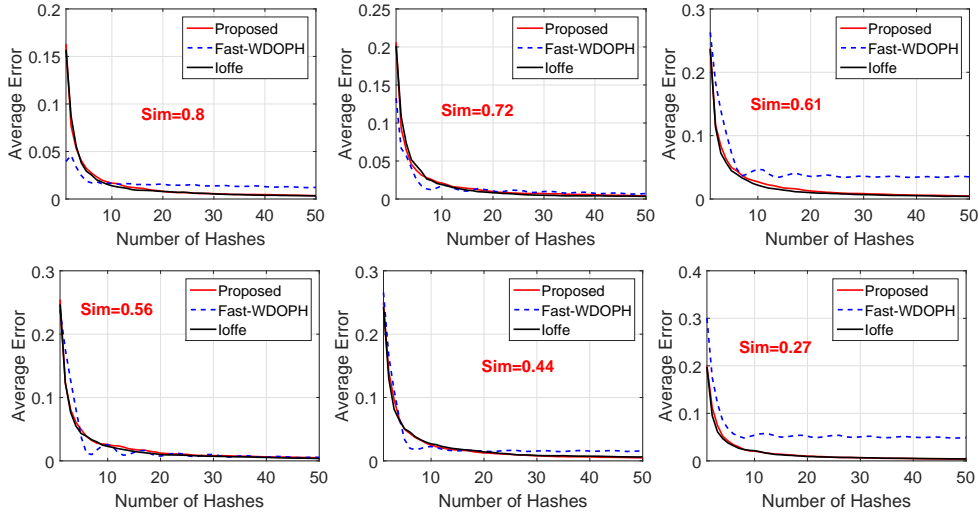 Average Error
0.2
0.15
0.1
0.05
0
Proposed
Fast-WDOPH
Ioffe
Sim=0.8
10 20 30 40 50
Number of Hashes
Average Error
0.25
0.20
0.15
0.10
0.05
0
Proposed
Fast-WDOPH
Ioffe
Sim=0.72
10 20 30 40 50
Number of Hashes
Average Error
0.3
0.2
0.1
0
Proposed
Fast-WDOPH
Ioffe
Sim=0.61
10 20 30 40 50
Number of Hashes
Average Error
0.3
0.2
0.1
0
Proposed
Fast-WDOPH
Ioffe
Sim=0.56
10 20 30 40 50
Number of Hashes
Average Error
0.3
0.2
0.1
0
Proposed
Fast-WDOPH
Ioffe
Sim=0.44
10 20 30 40 50
Number of Hashes
Average Error
0.4
0.3
0.2
0.1
0
Proposed
Fast-WDOPH
Ioffe
Sim=0.27
10 20 30 40 50
Number of Hashes